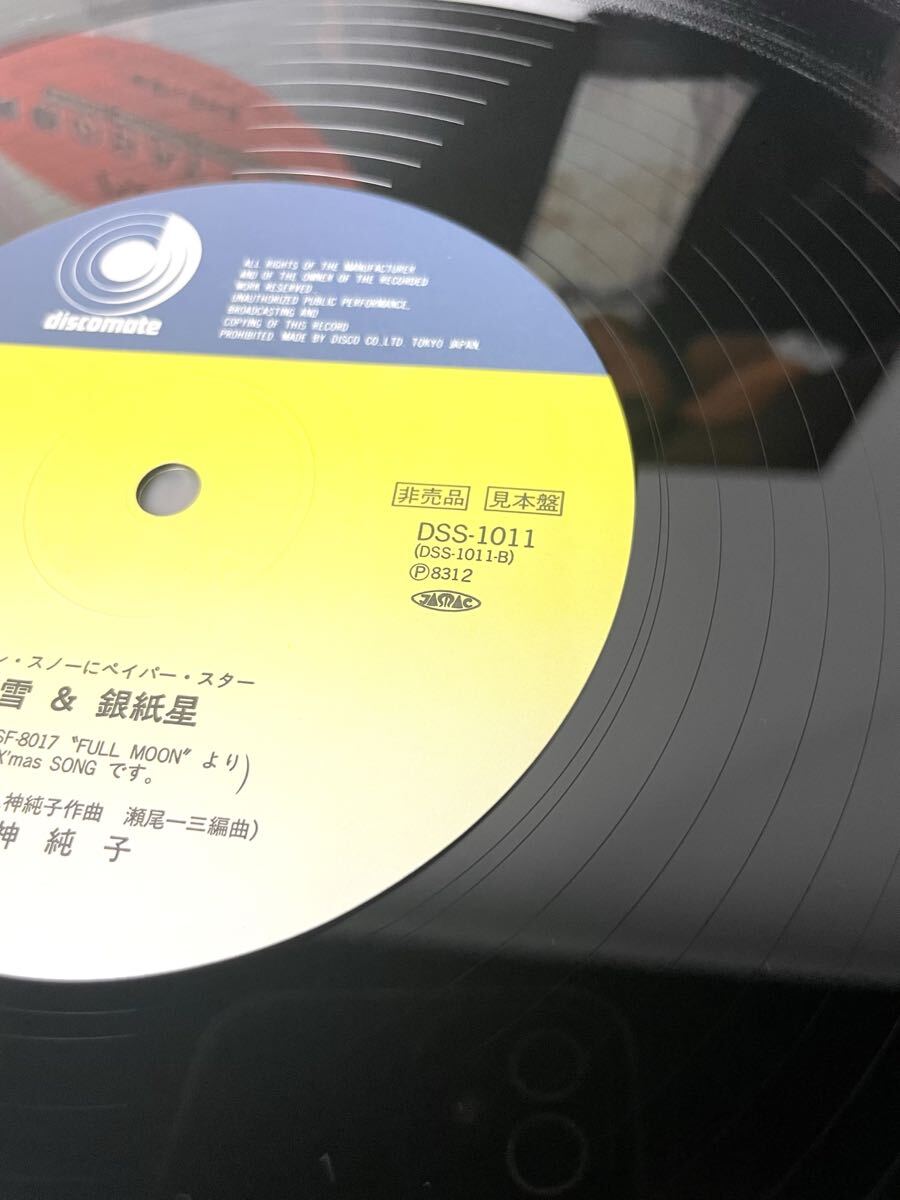 discomate
ALL RIGHTS OF THE MANUFACTURER
AND OF THE OWNER OF THE RECORDED
WORK RESERVED
UNAUTHORIZED PUBLIC PERFORMANCE.
BROADCASTING AND
COPYING OF THIS RECORD
PROHIBITED MADE BY DISCO CO., LTD. TOKYO JAPAN.
非売品 見本盤
DSS-1011
(DSS-1011-B)
Ⓟ8312
JASRAC
ン・スノーにペイパー・スター
雪 & 銀紙星
SF-8017 “FULL MOON” より)
X'mas SONG です。
神純子作曲 瀬尾一三編曲)
神 純 子